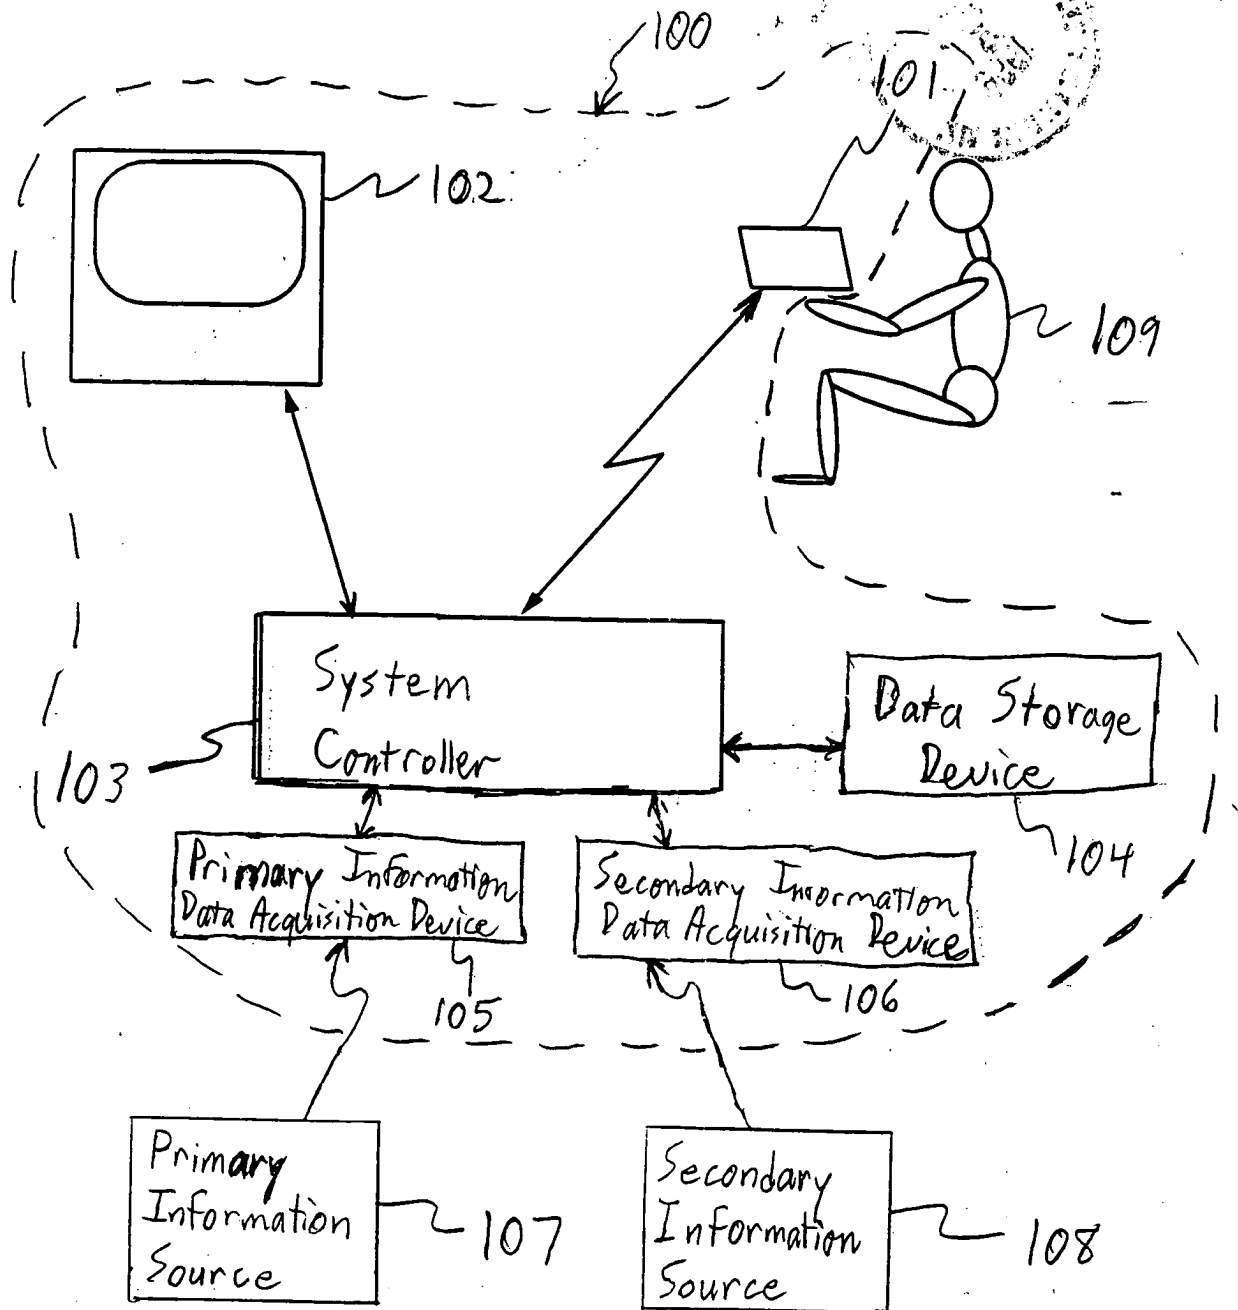 100
101
102
109
System
Controller
103
Data Storage
Device
104
Primary Information
Data Acquisition Device
105
Secondary Information
Data Acquisition Device
106
Primary
Information
Source
107
Secondary
Information
Source
108